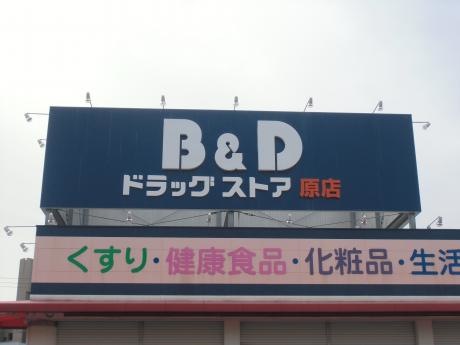 B&D
ドラッグストア 原店
くすり・健康食品・化粧品・生活